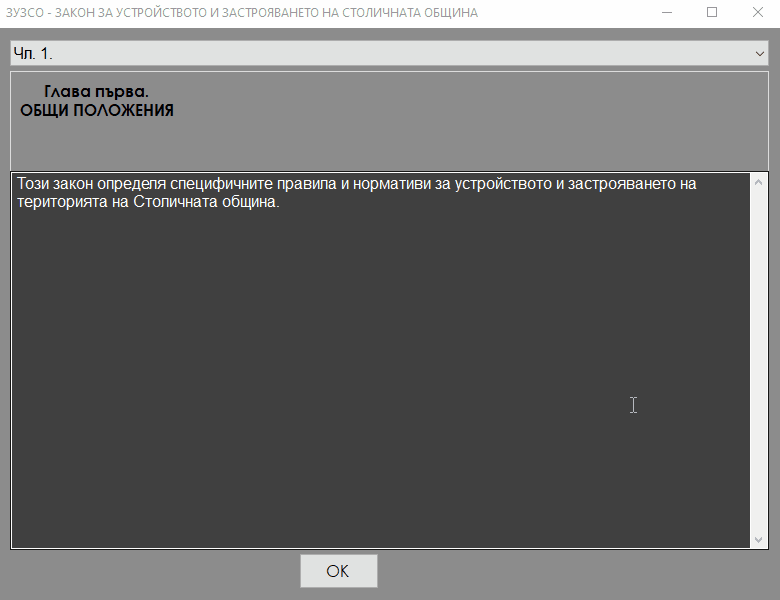 ЗУЗСО - ЗАКОН ЗА УСТРОЙСТВОТО И ЗАСТРОЯВАНЕТО НА СТОЛИЧНАТА ОБЩИНА
Чл. 1.
Глава първа.
ОБЩИ ПОЛОЖЕНИЯ
Този закон определя специфичните правила и нормативи за устройството и застрояването на
територията на Столичната община.
OK